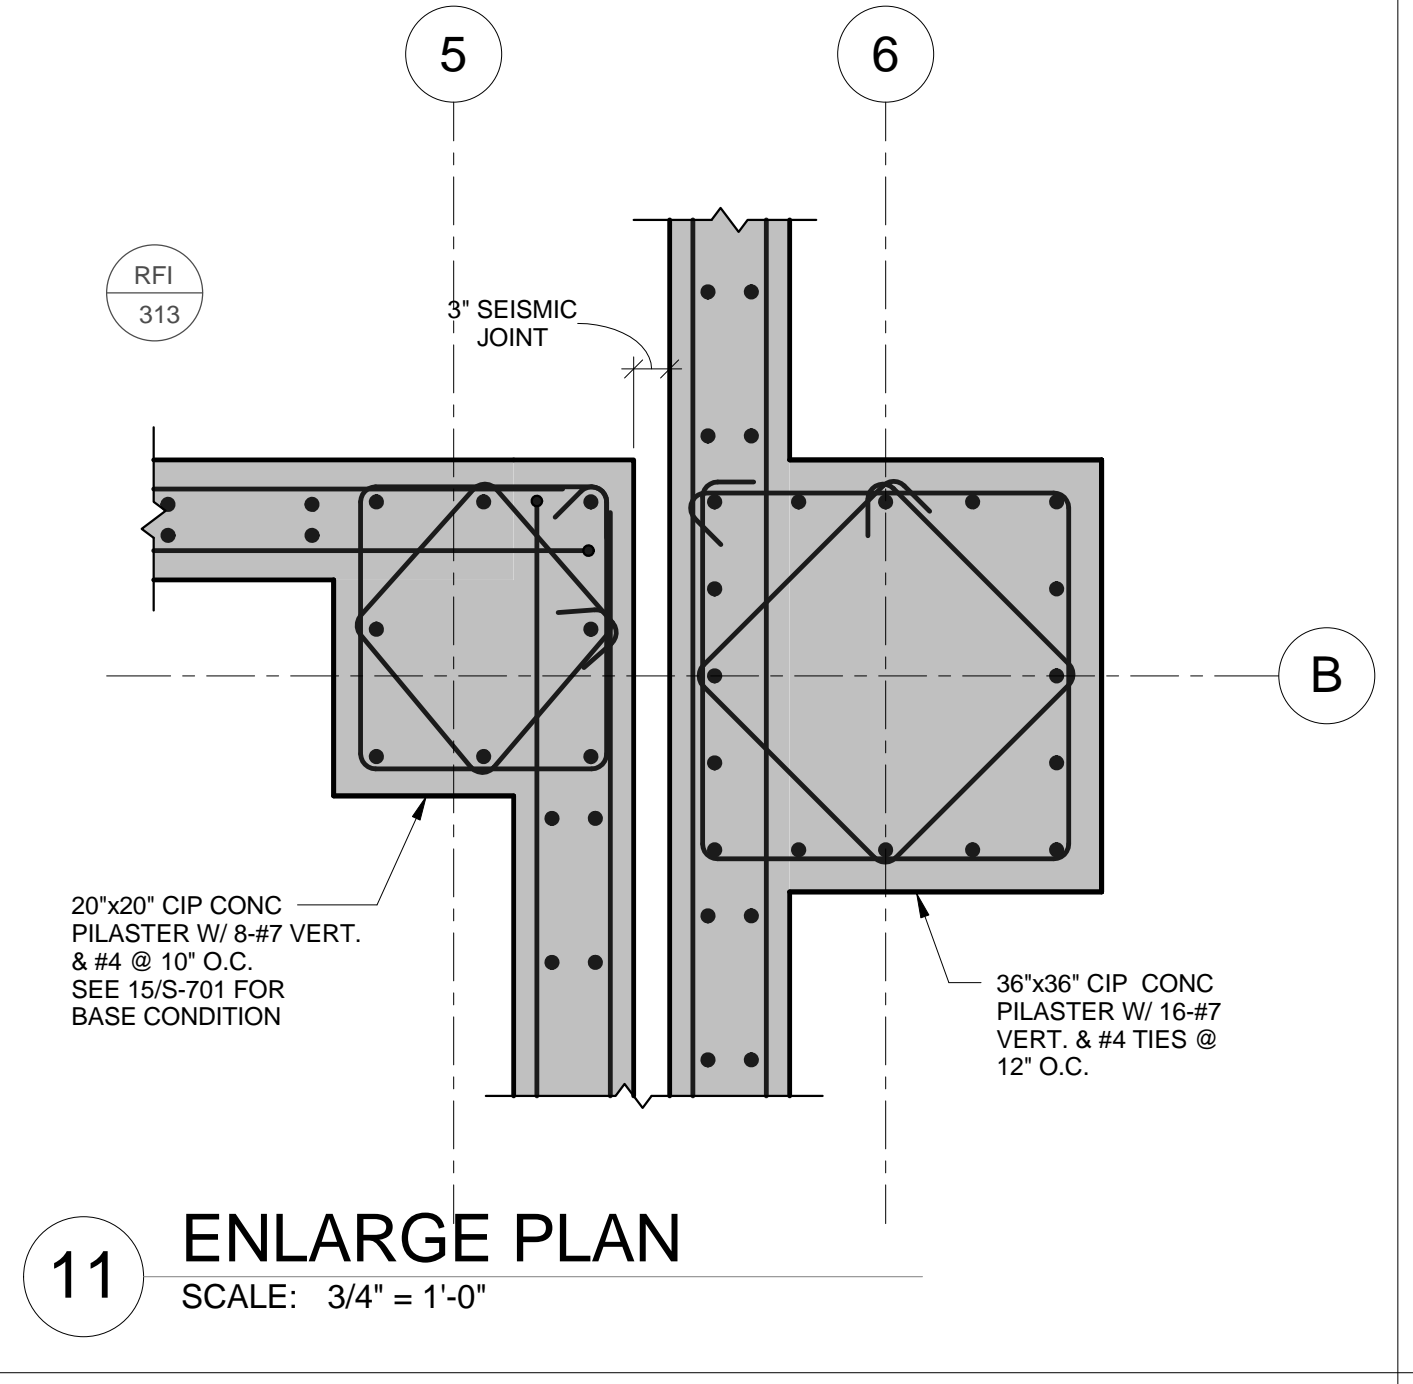 5
6
RFI
313
3" SEISMIC
JOINT
B
20"x20" CIP CONC
PILASTER W/ 8-#7 VERT.
& #4 @ 10" O.C.
SEE 15/S-701 FOR
BASE CONDITION
36"x36" CIP CONC
PILASTER W/ 16-#7
VERT. & #4 TIES @
12" O.C.
11
ENLARGE PLAN
SCALE: 3/4" = 1'-0"